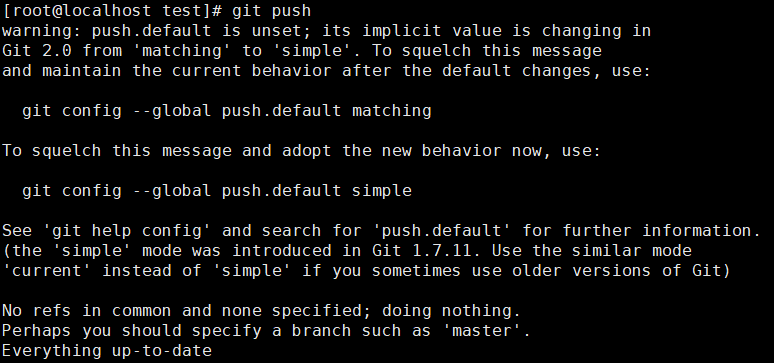 [root@localhost test]# git push
warning: push.default is unset; its implicit value is changing in
Git 2.0 from 'matching' to 'simple'. To squelch this message
and maintain the current behavior after the default changes, use:
git config --global push.default matching
To squelch this message and adopt the new behavior now, use:
git config --global push.default simple
See 'git help config' and search for 'push.default' for further information.
(the 'simple' mode was introduced in Git 1.7.11. Use the similar mode
'current' instead of 'simple' if you sometimes use older versions of Git)
No refs in common and none specified; doing nothing.
Perhaps you should specify a branch such as 'master'.
Everything up-to-date